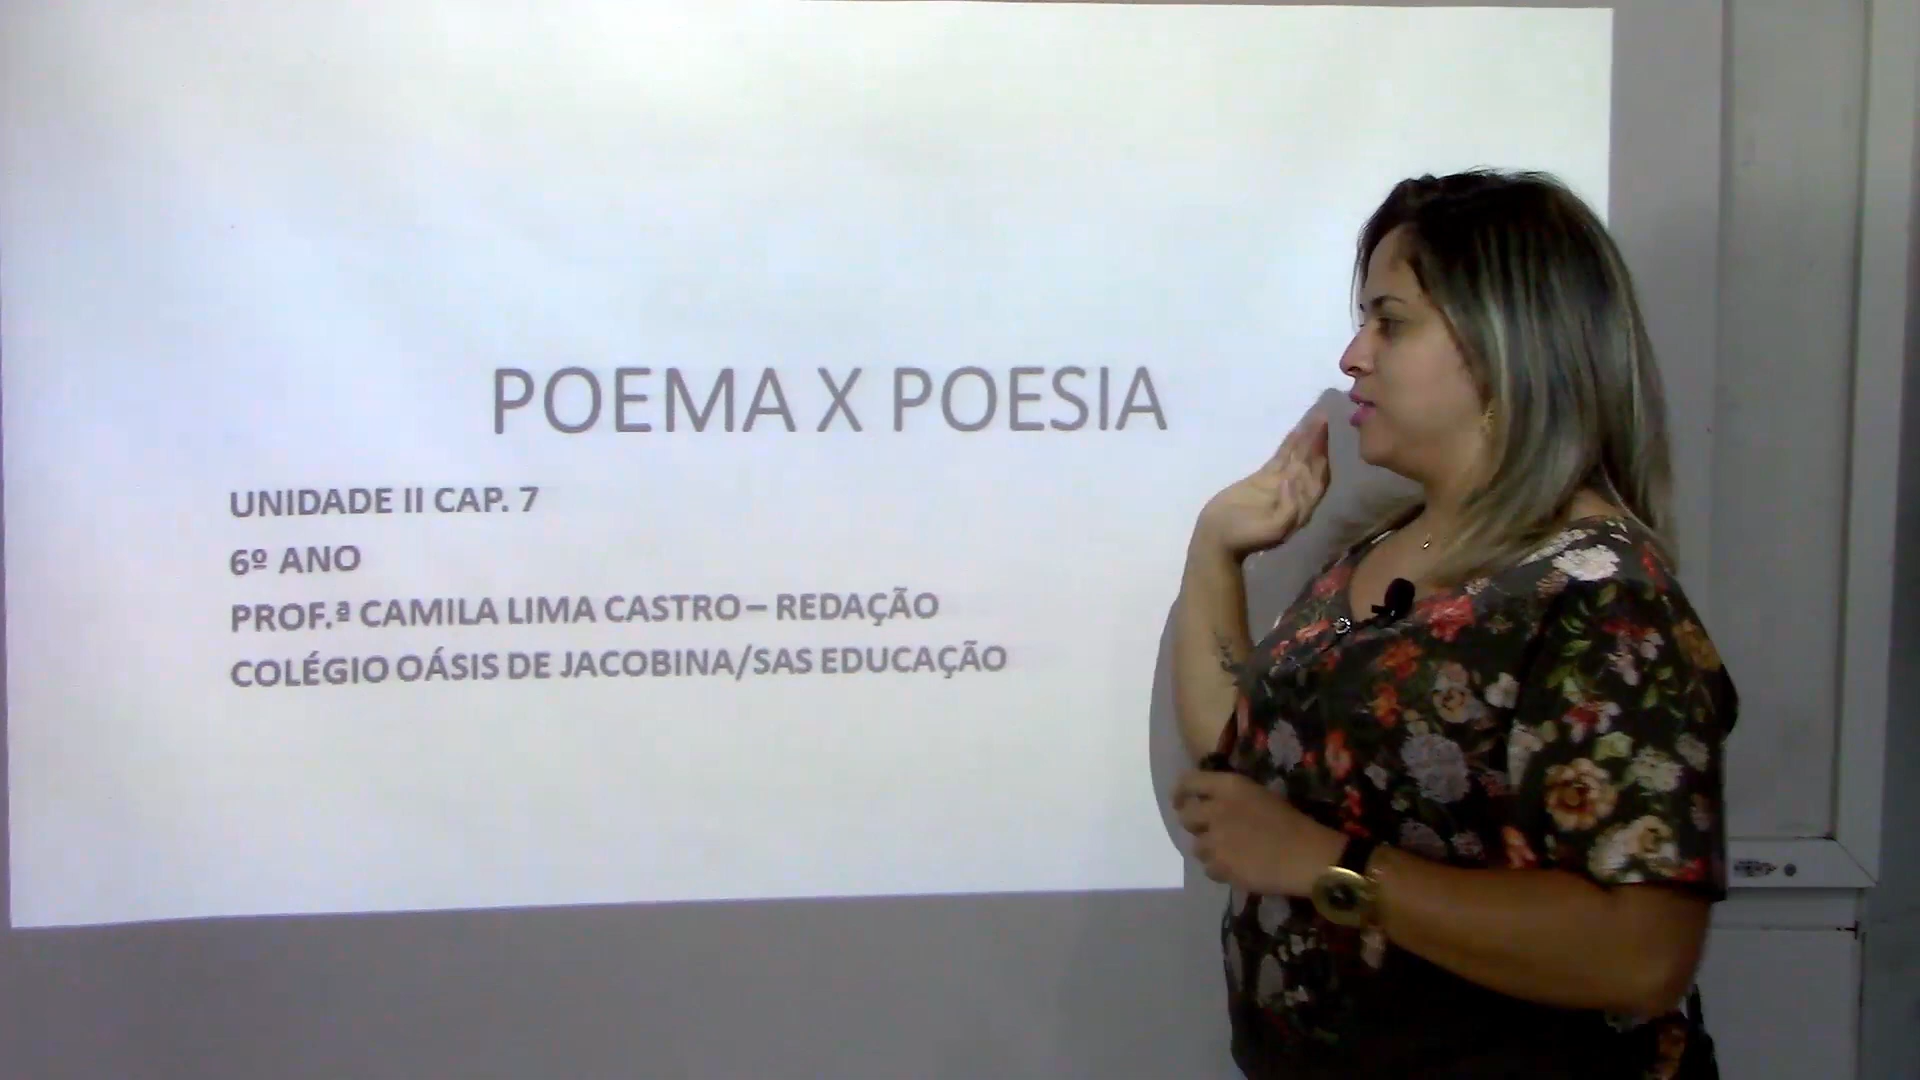 POEMA X POESIA
UNIDADE II CAP. 7
6º ANO
PROF.ª CAMILA LIMA CASTRO – REDAÇÃO
COLÉGIO OÁSIS DE JACOBINA/SAS EDUCAÇÃO